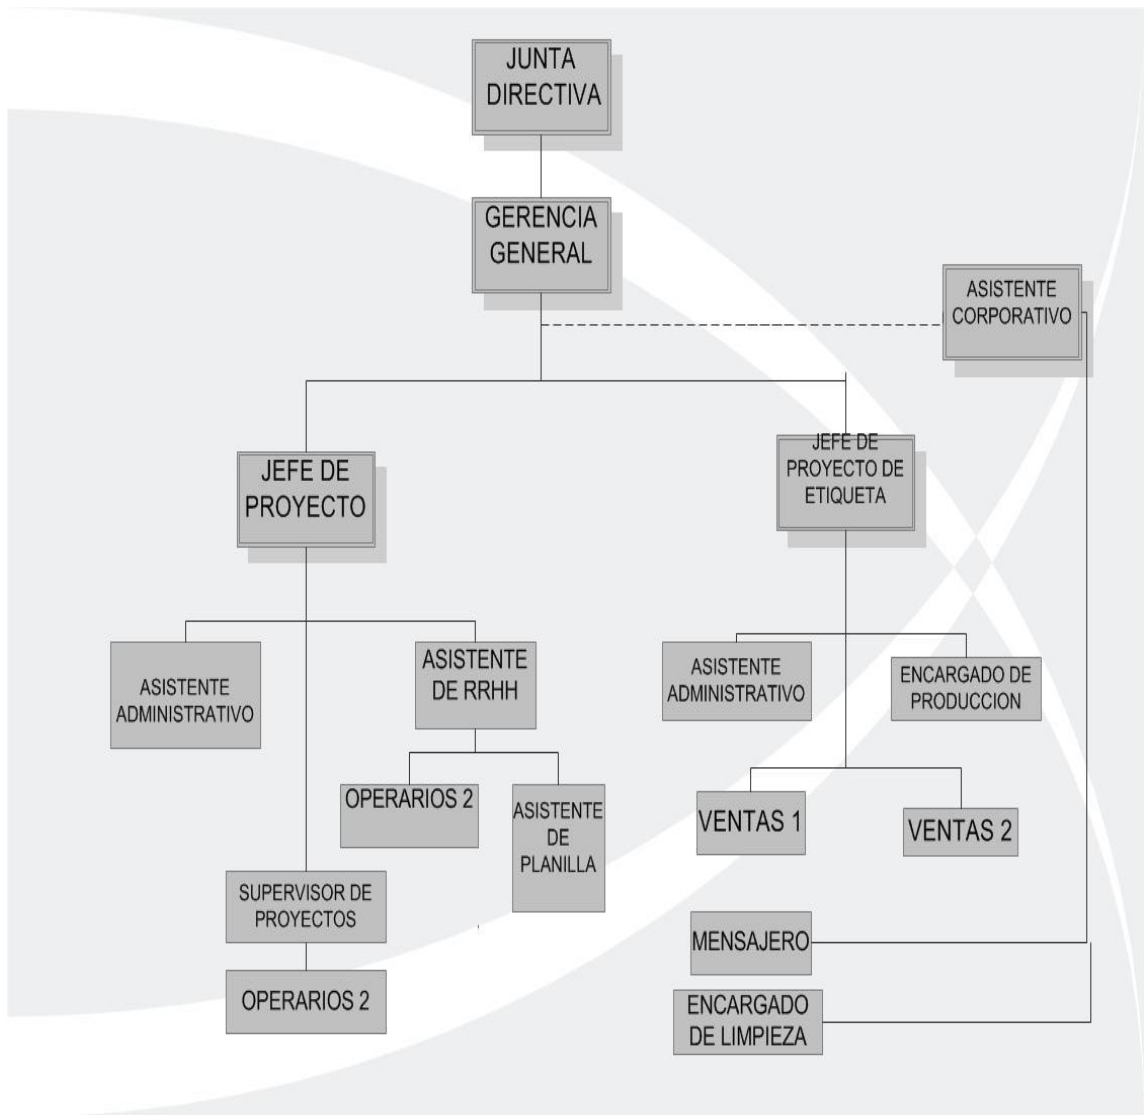 JUNTA
DIRECTIVA
GERENCIA
GENERAL
ASISTENTE
CORPORATIVO
JEFE DE
PROYECTO
JEFE DE
PROYECTO DE
ETIQUETA
ASISTENTE
ADMINISTRATIVO
ASISTENTE
DE RRHH
ASISTENTE
ADMINISTRATIVO
ENCARGADO DE
PRODUCCION
OPERARIOS 2
ASISTENTE
DE
PLANILLA
VENTAS 1
VENTAS 2
SUPERVISOR DE
PROYECTOS
MENSAJERO
OPERARIOS 2
ENCARGADO
DE LIMPIEZA